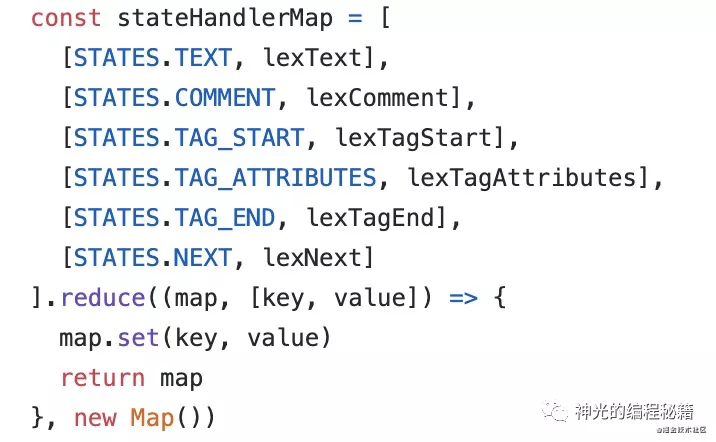 const stateHandlerMap = [
  [STATES.TEXT, lexText],
  [STATES.COMMENT, lexComment],
  [STATES.TAG_START, lexTagStart],
  [STATES.TAG_ATTRIBUTES, lexTagAttributes],
  [STATES.TAG_END, lexTagEnd],
  [STATES.NEXT, lexNext]
].reduce((map, [key, value]) => {
  map.set(key, value)
  return map
}, new Map())
神光的编程秘籍
@掘金技术社区